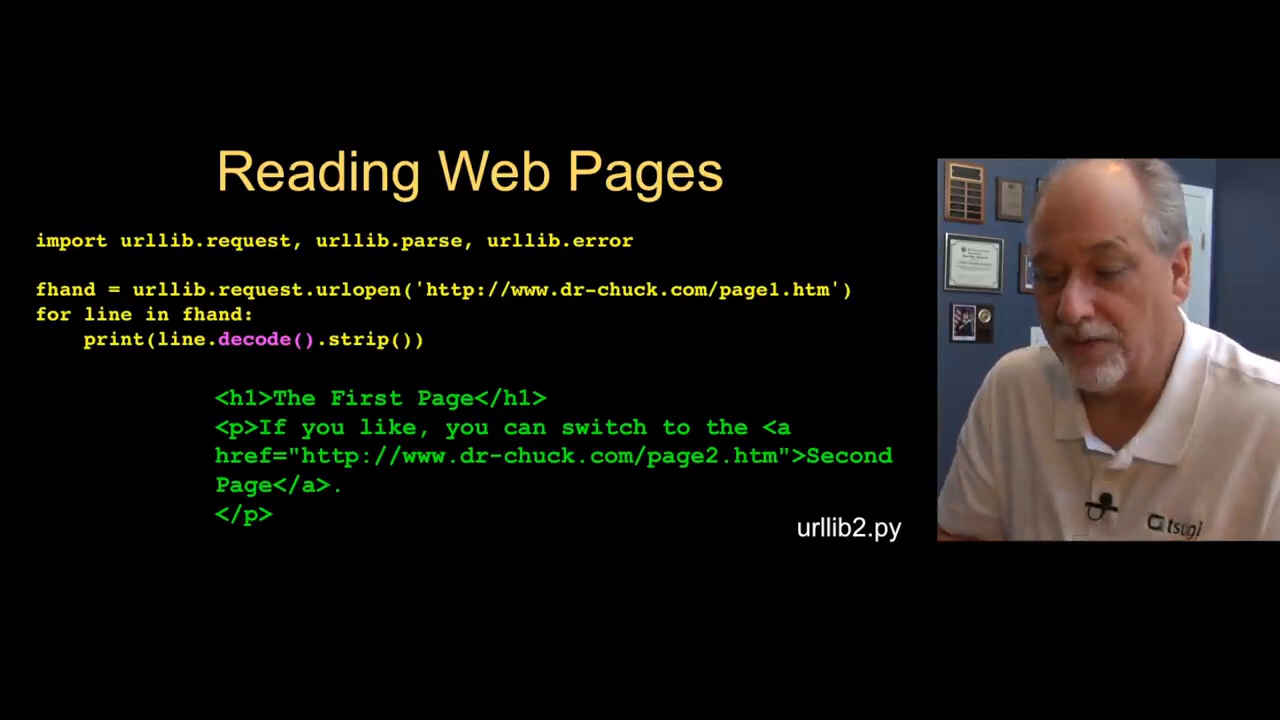 Reading Web Pages
import urllib.request, urllib.parse, urllib.error
fhand = urllib.request.urlopen('http://www.dr-chuck.com/page1.htm')
for line in fhand:
    print(line.decode().strip())
<h1>The First Page</h1>
<p>If you like, you can switch to the <a
href="http://www.dr-chuck.com/page2.htm">Second
Page</a>.
</p>
urllib2.py
tsugi